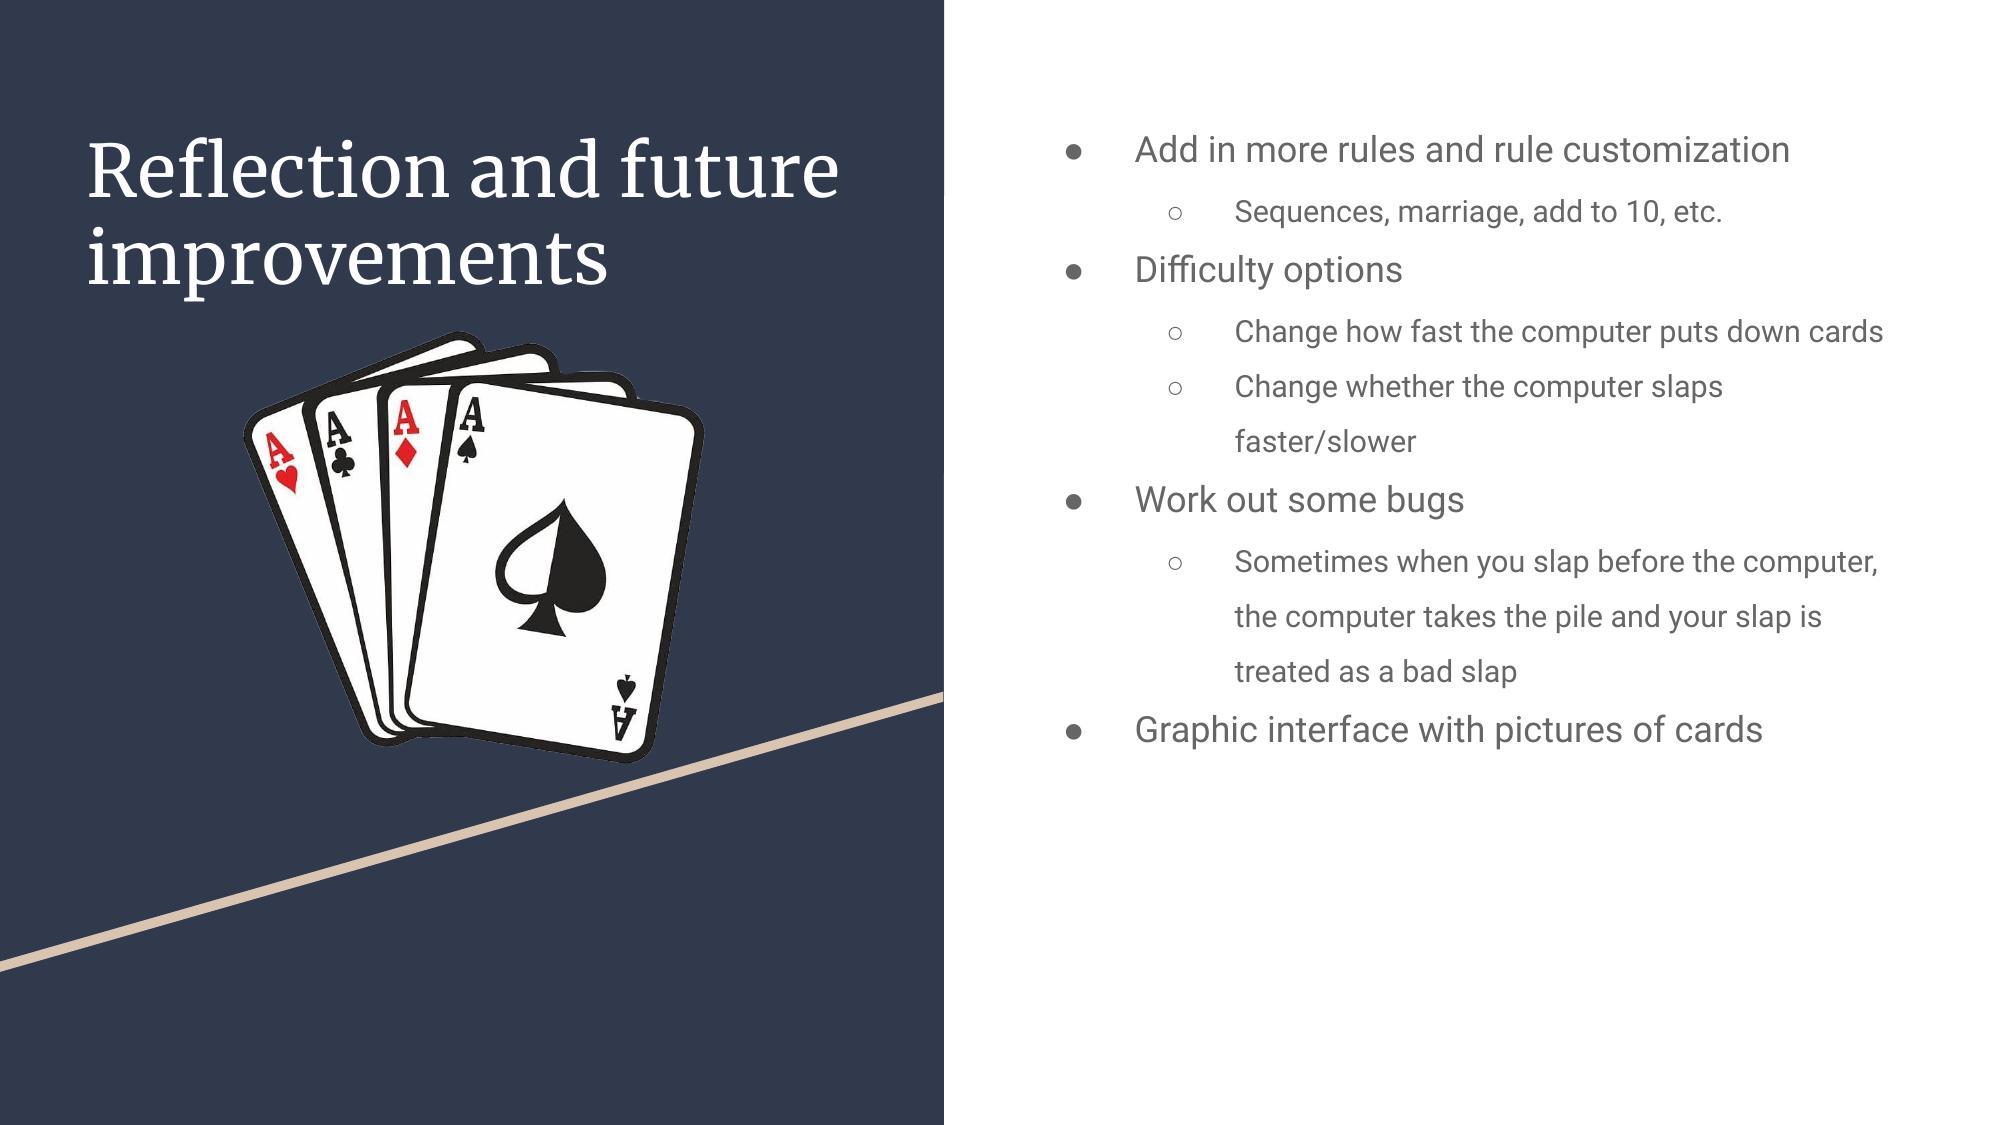 Reflection and future
improvements
A
A
A
A
A
● Add in more rules and rule customization
○ Sequences, marriage, add to 10, etc.
● Difficulty options
○ Change how fast the computer puts down cards
○ Change whether the computer slaps
faster/slower
● Work out some bugs
○ Sometimes when you slap before the computer,
the computer takes the pile and your slap is
treated as a bad slap
● Graphic interface with pictures of cards